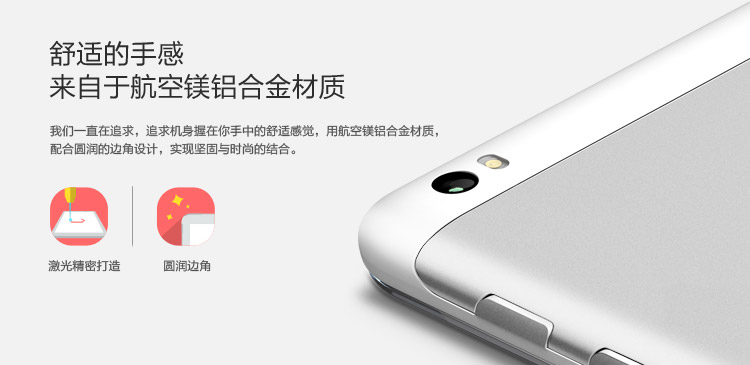 舒适的手感
来自于航空镁铝合金材质
我们一直在追求，追求机身握在你手中的舒适感觉，用航空镁铝合金材质，
配合圆润的边角设计，实现坚固与时尚的结合。
激光精密打造
圆润边角